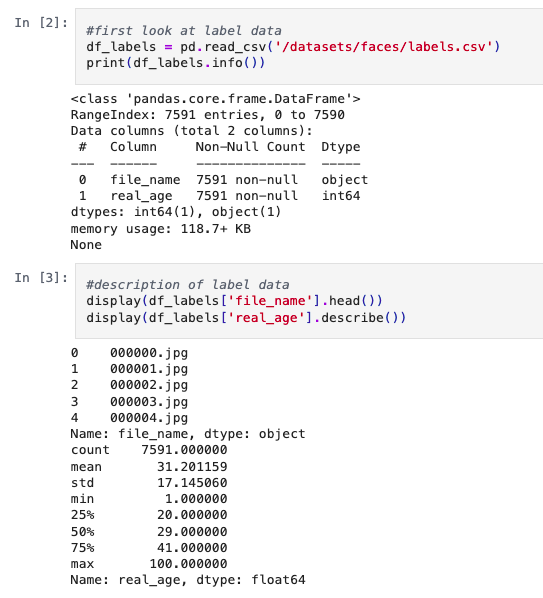 In [2]:
#first look at label data
df_labels = pd.read_csv('/datasets/faces/labels.csv')
print(df_labels.info())
<class 'pandas.core.frame.DataFrame'>
RangeIndex: 7591 entries, 0 to 7590
Data columns (total 2 columns):
 #   Column     Non-Null Count  Dtype
---  ------     --------------  -----
 0   file_name  7591 non-null   object
 1   real_age   7591 non-null   int64
dtypes: int64(1), object(1)
memory usage: 118.7+ KB
None
In [3]:
#description of label data
display(df_labels['file_name'].head())
display(df_labels['real_age'].describe())
0    000000.jpg
1    000001.jpg
2    000002.jpg
3    000003.jpg
4    000004.jpg
Name: file_name, dtype: object
count    7591.000000
mean       31.201159
std        17.145060
min         1.000000
25%        20.000000
50%        29.000000
75%        41.000000
max       100.000000
Name: real_age, dtype: float64